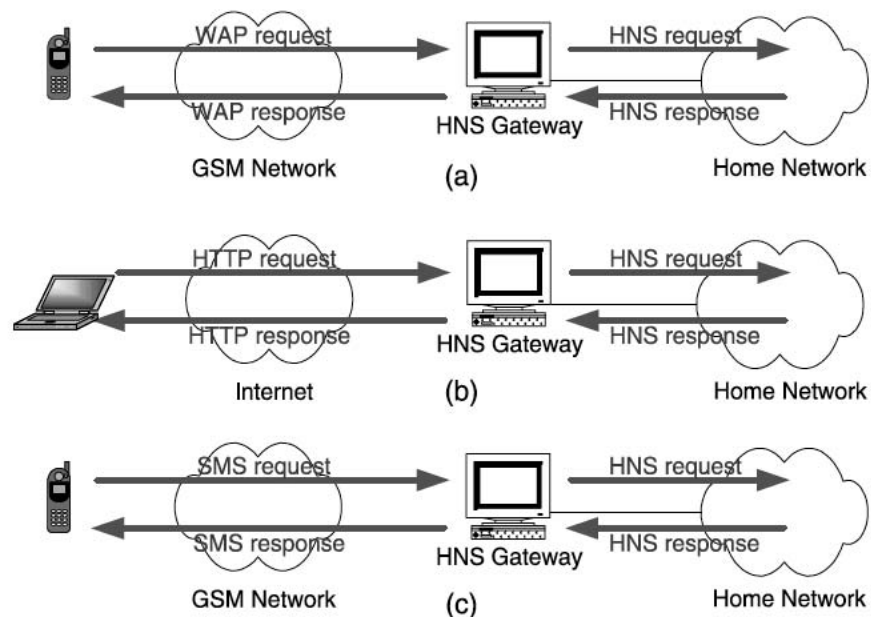 WAP request
HNS request
WAP response
HNS response
HNS Gateway
GSM Network
(a)
Home Network
HTTP request
HNS request
HTTP response
HNS response
HNS Gateway
Internet
(b)
Home Network
SMS request
HNS request
SMS response
HNS response
HNS Gateway
GSM Network
(c)
Home Network